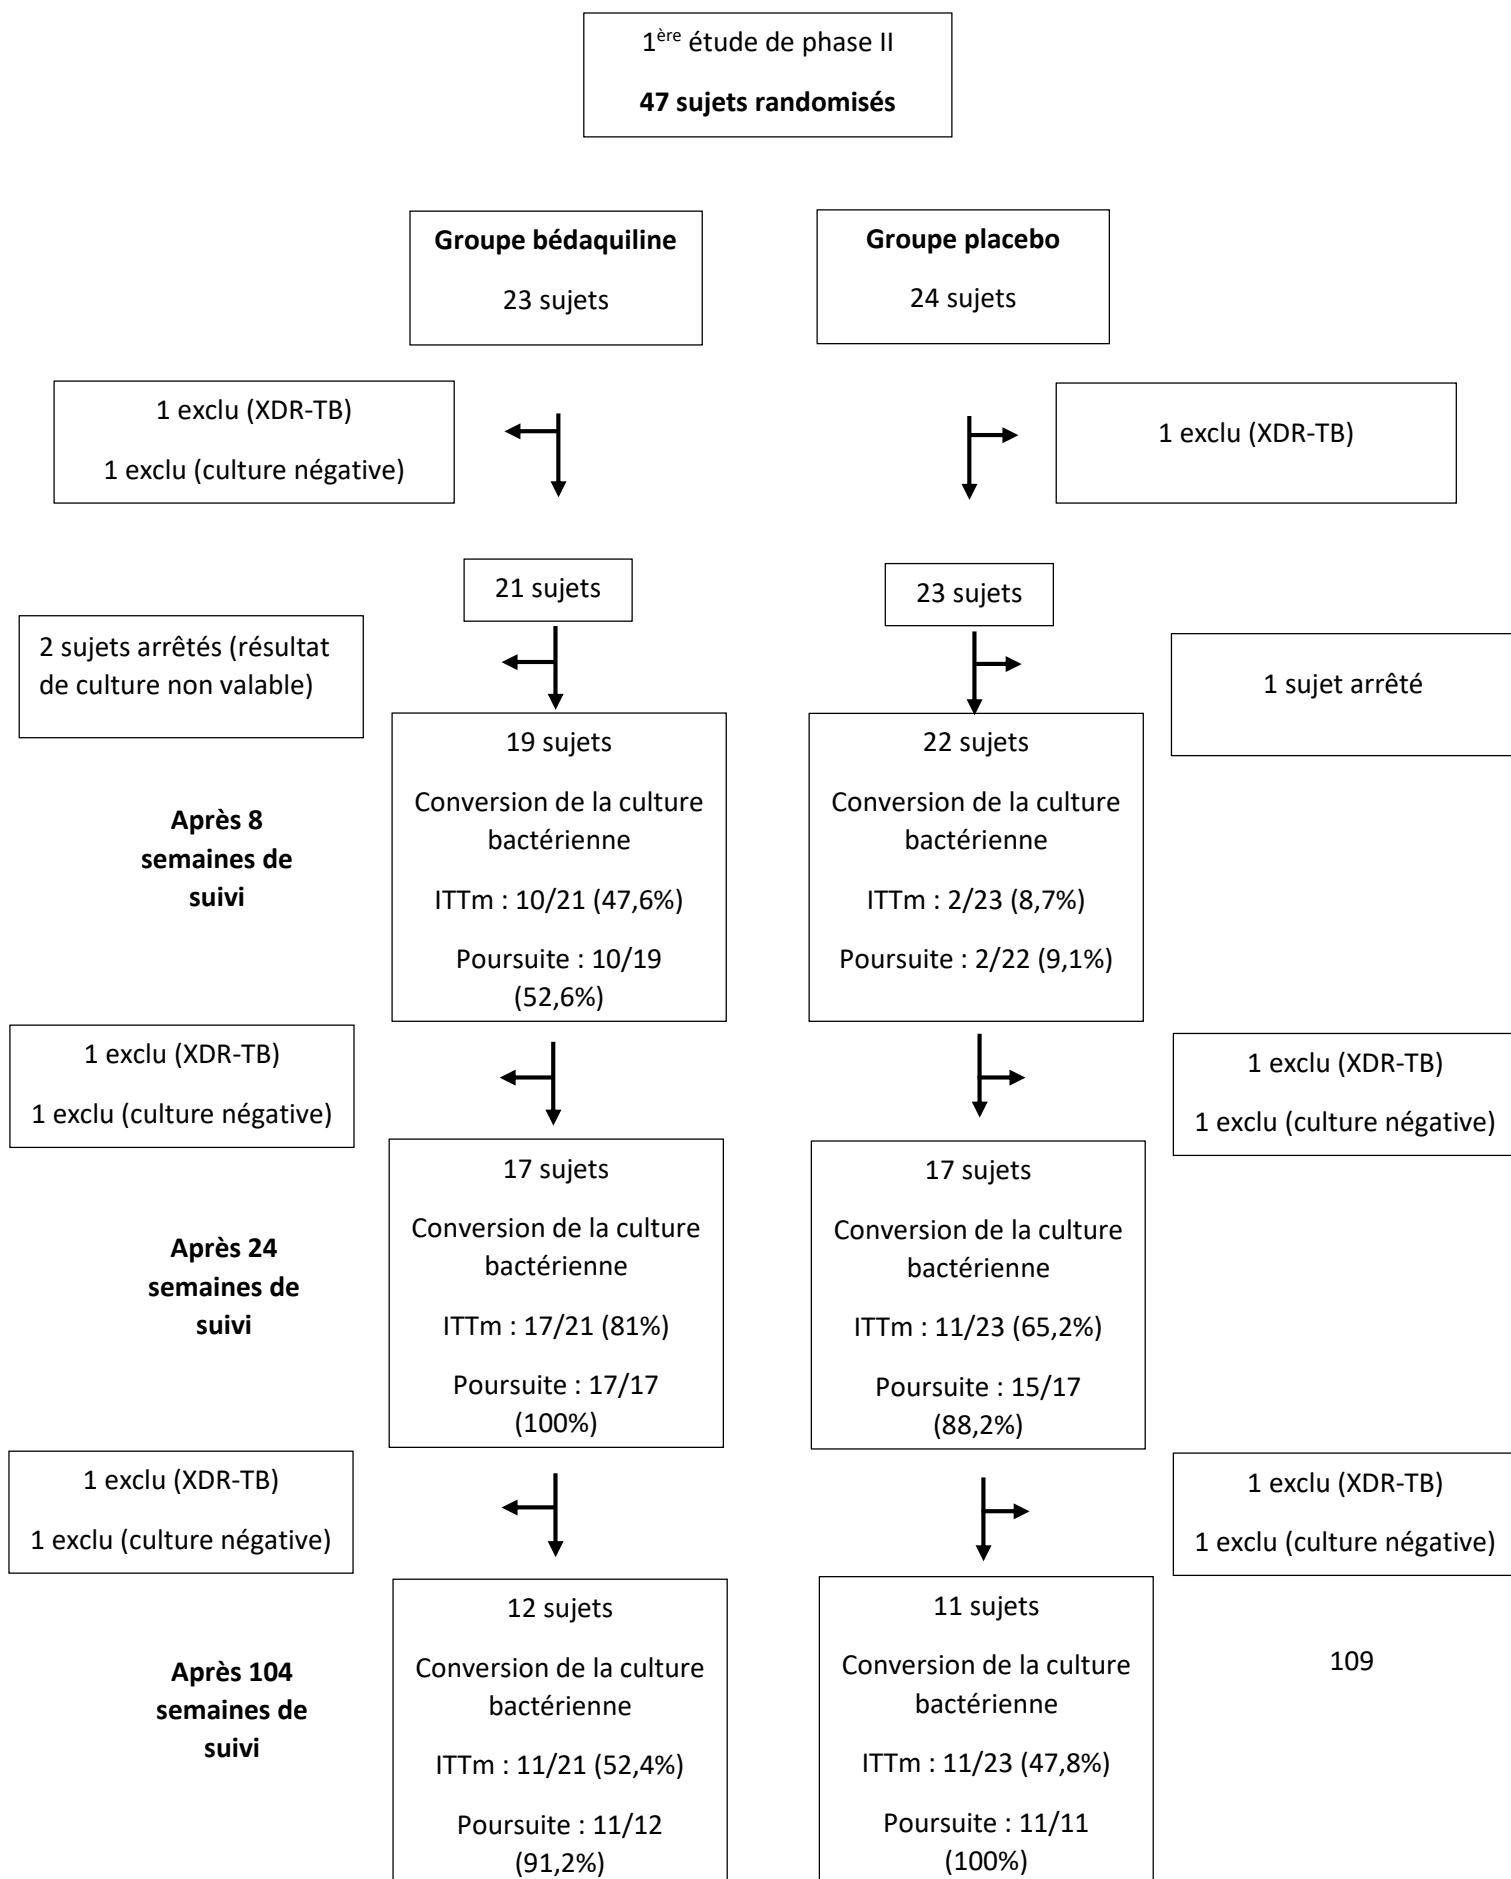 1ère étude de phase II
47 sujets randomisés
Groupe bédaquiline
23 sujets
Groupe placebo
24 sujets
1 exclu (XDR-TB)
1 exclu (culture négative)
1 exclu (XDR-TB)
21 sujets
23 sujets
2 sujets arrêtés (résultat
de culture non valable)
1 sujet arrêté
Après 8
semaines de
suivi
19 sujets
Conversion de la culture
bactérienne
ITTm : 10/21 (47,6%)
Poursuite : 10/19
(52,6%)
22 sujets
Conversion de la culture
bactérienne
ITTm : 2/23 (8,7%)
Poursuite : 2/22 (9,1%)
1 exclu (XDR-TB)
1 exclu (culture négative)
1 exclu (XDR-TB)
1 exclu (culture négative)
Après 24
semaines de
suivi
17 sujets
Conversion de la culture
bactérienne
ITTm : 17/21 (81%)
Poursuite : 17/17
(100%)
17 sujets
Conversion de la culture
bactérienne
ITTm : 11/23 (65,2%)
Poursuite : 15/17
(88,2%)
1 exclu (XDR-TB)
1 exclu (culture négative)
1 exclu (XDR-TB)
1 exclu (culture négative)
Après 104
semaines de
suivi
12 sujets
Conversion de la culture
bactérienne
ITTm : 11/21 (52,4%)
Poursuite : 11/12
(91,2%)
11 sujets
Conversion de la culture
bactérienne
ITTm : 11/23 (47,8%)
Poursuite : 11/11
(100%)
109